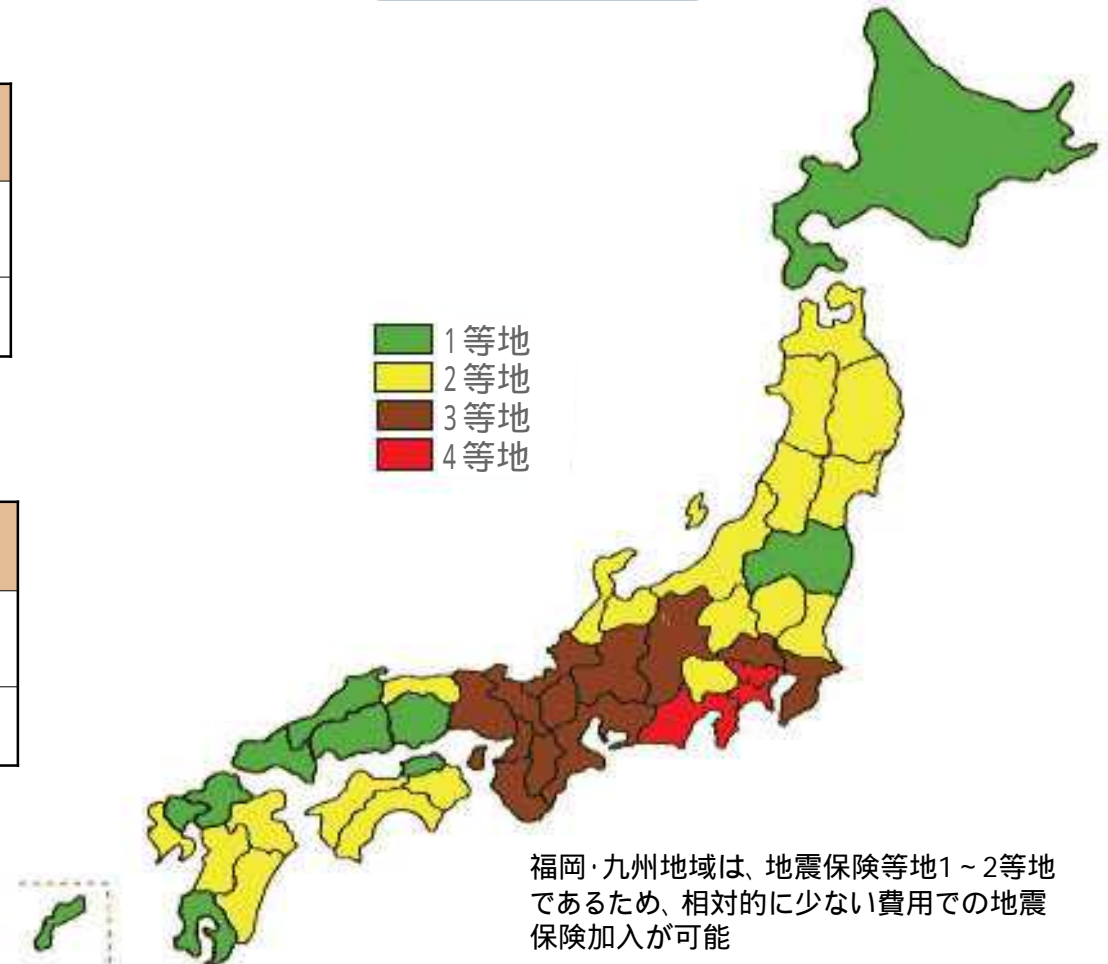 1等地
2等地
3等地
4等地
福岡・九州地域は、地震保険等地1~2等地
であるため、相対的に少ない費用での地震
保険加入が可能